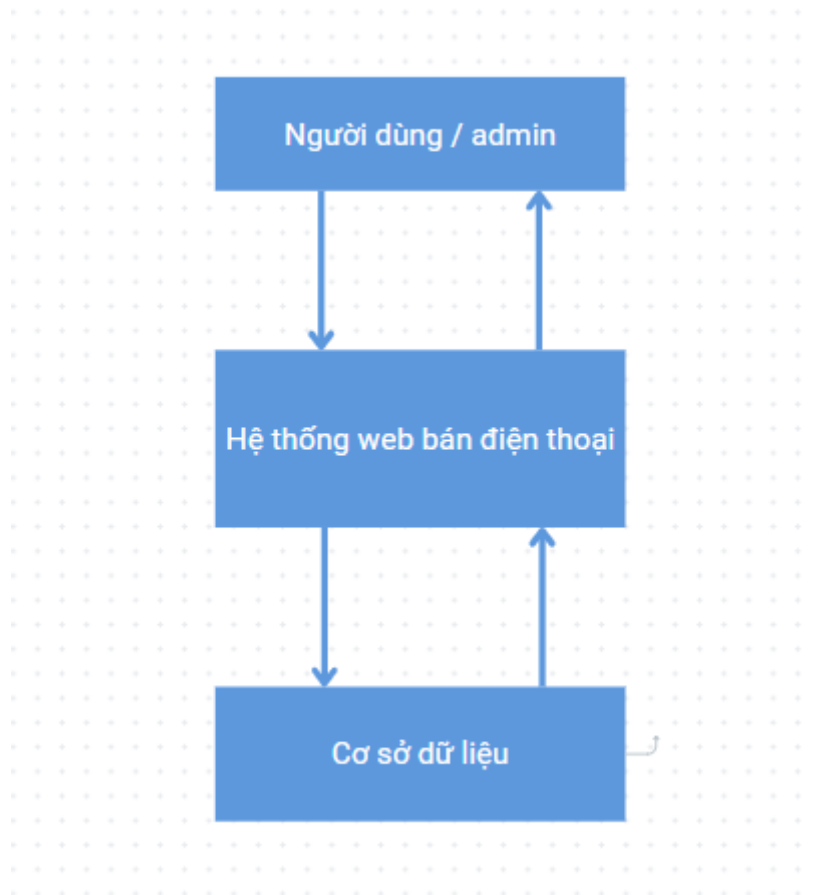 Người dùng / admin
Hệ thống web bán điện thoại
Cơ sở dữ liệu